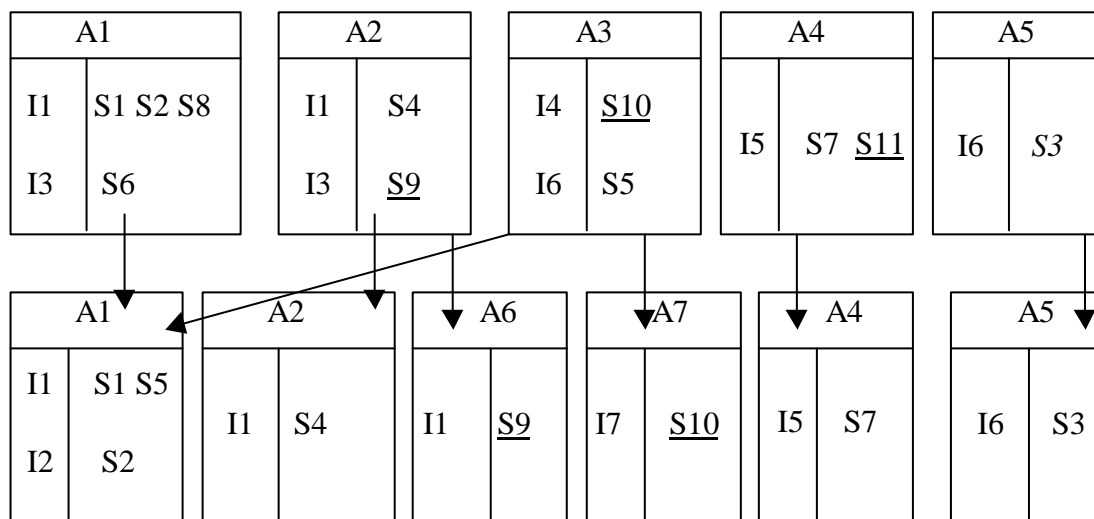 A1 A2 A3 A4 A5
I1 S1 S2 S8 I1 S4 I4 S10
I5 S7 S11 I6 S3
I3 S6 I3 S9 I6 S5
A1 A2 A6 A7 A4 A5
I1 S1 S5
I1 S4 I1 S9 I7 S10 I5 S7 I6 S3
I2 S2